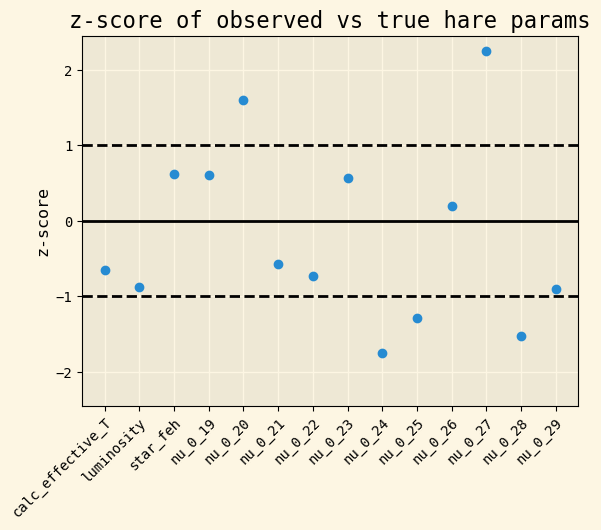 z-score of observed vs true hare params
z-score
2
1
0
−1
−2
calc_effective_T
luminosity
star_feh
nu_0_19
nu_0_20
nu_0_21
nu_0_22
nu_0_23
nu_0_24
nu_0_25
nu_0_26
nu_0_27
nu_0_28
nu_0_29